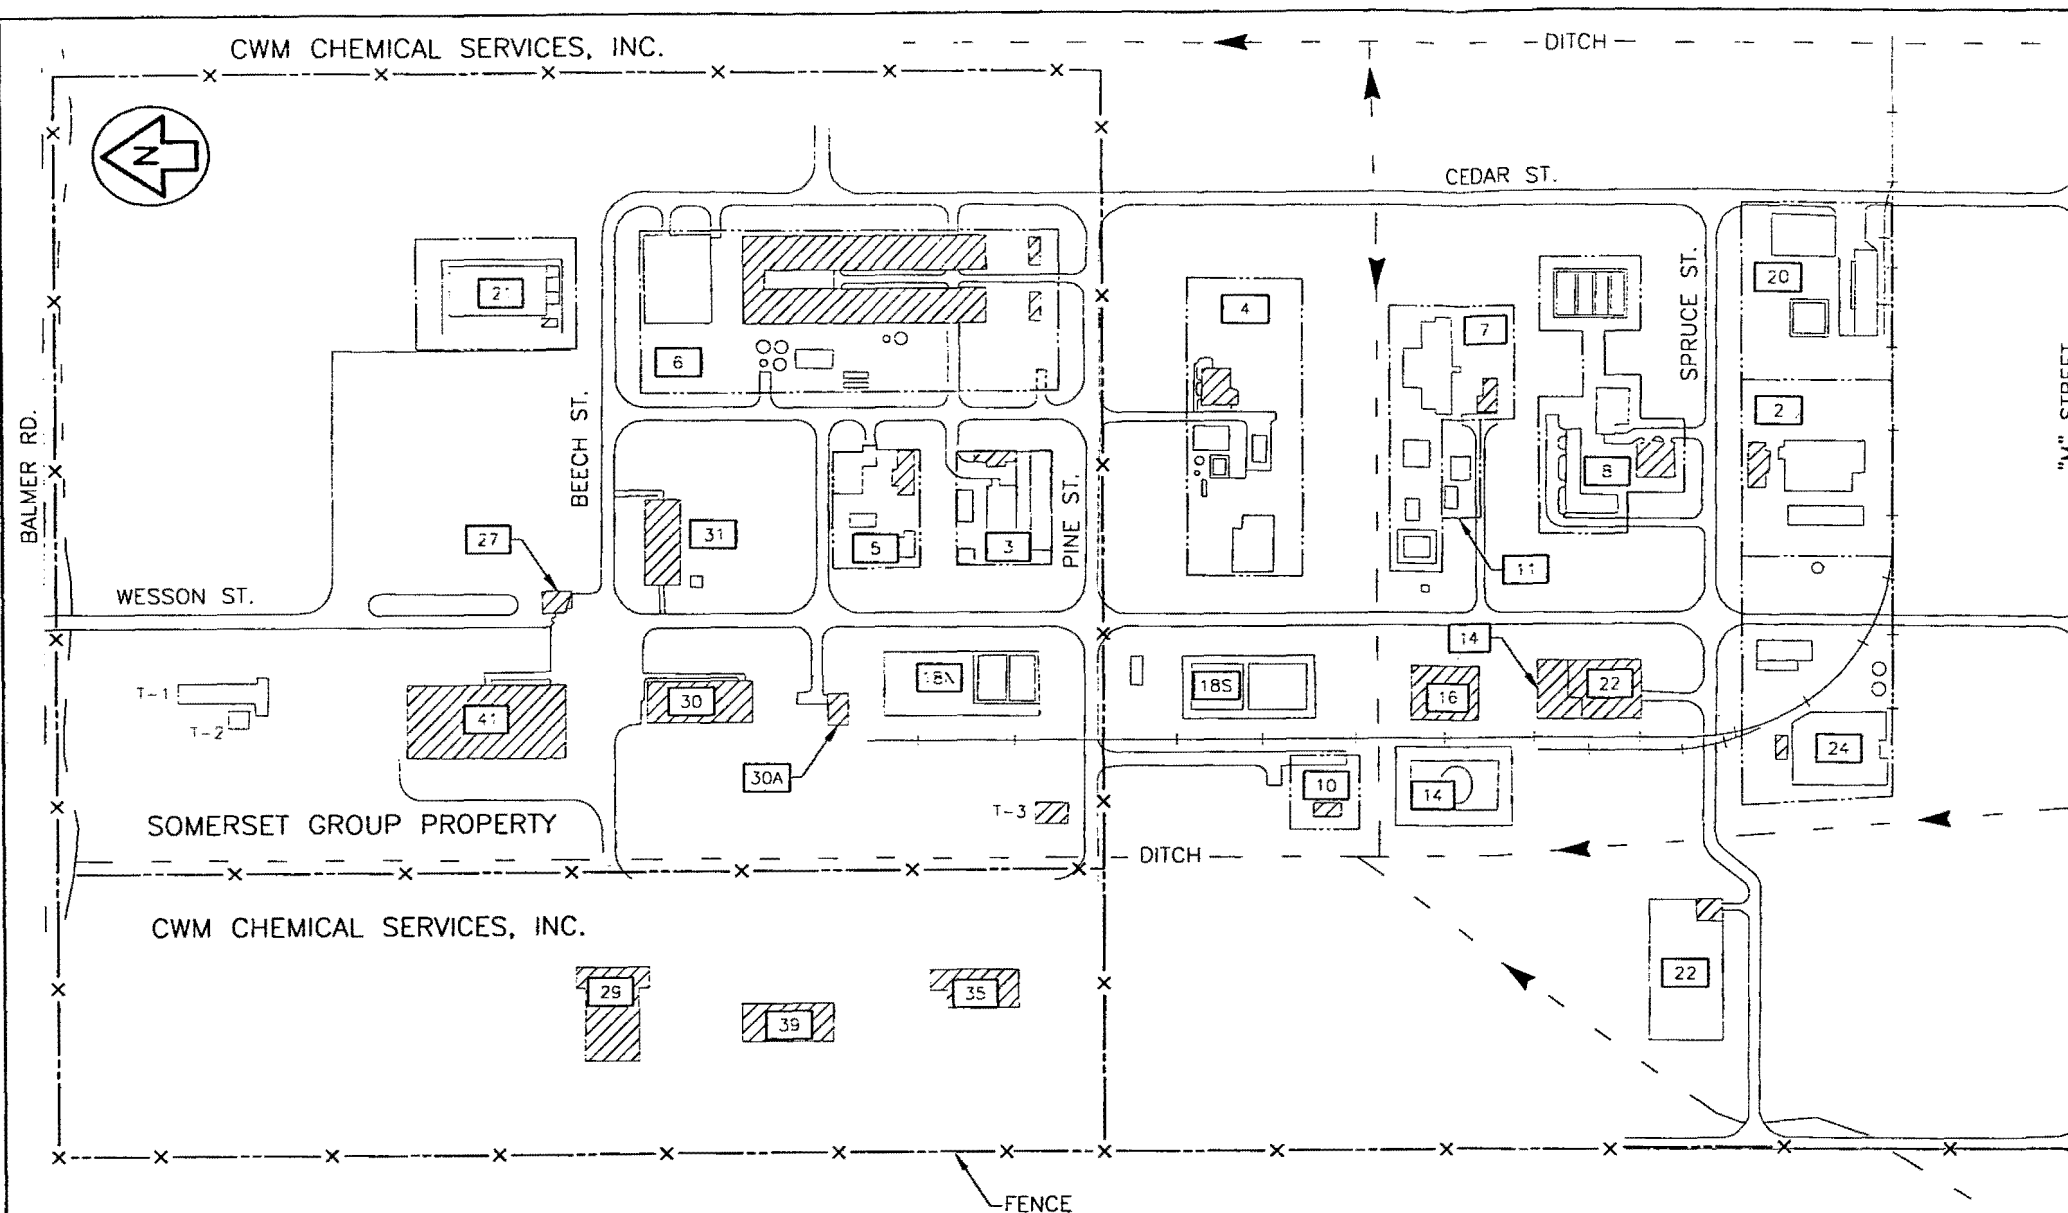 CWM CHEMICAL SERVICES, INC.
DITCH
N
CEDAR ST.
21
6
4
7
20
SPRUCE ST.
"M" STREET
2
BALMER RD.
BEECH ST.
8
27
31
5
3
PINE ST.
11
WESSON ST.
14
T-1
41
30
18N
18S
16
22
T-2
30A
10
14
24
T-3
SOMERSET GROUP PROPERTY
DITCH
CWM CHEMICAL SERVICES, INC.
29
39
35
22
FENCE